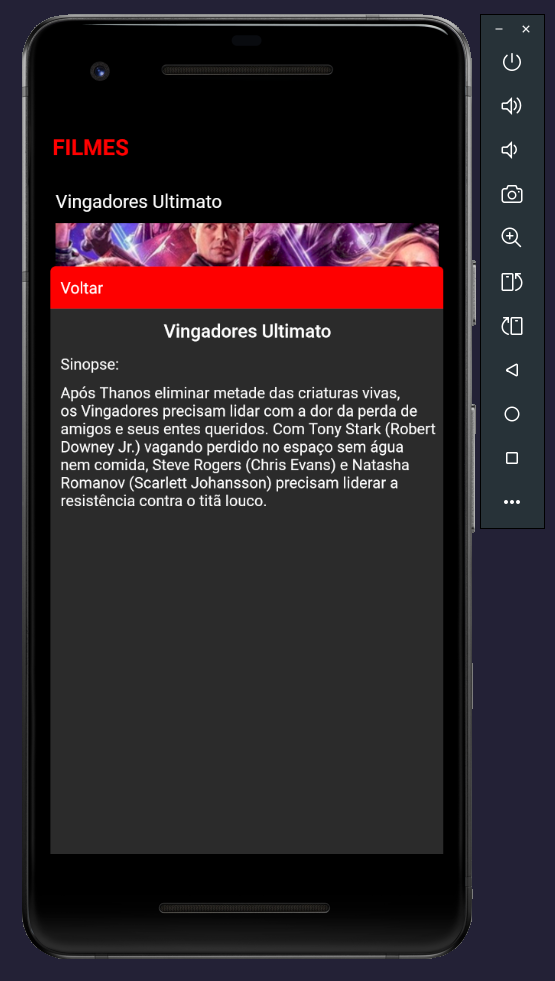 FILMES
Vingadores Ultimato
Voltar
Vingadores Ultimato
Sinopse:
Após Thanos eliminar metade das criaturas vivas,
os Vingadores precisam lidar com a dor da perda de
amigos e seus entes queridos. Com Tony Stark (Robert
Downey Jr.) vagando perdido no espaço sem água
nem comida, Steve Rogers (Chris Evans) e Natasha
Romanov (Scarlett Johansson) precisam liderar a
resistência contra o titã louco.